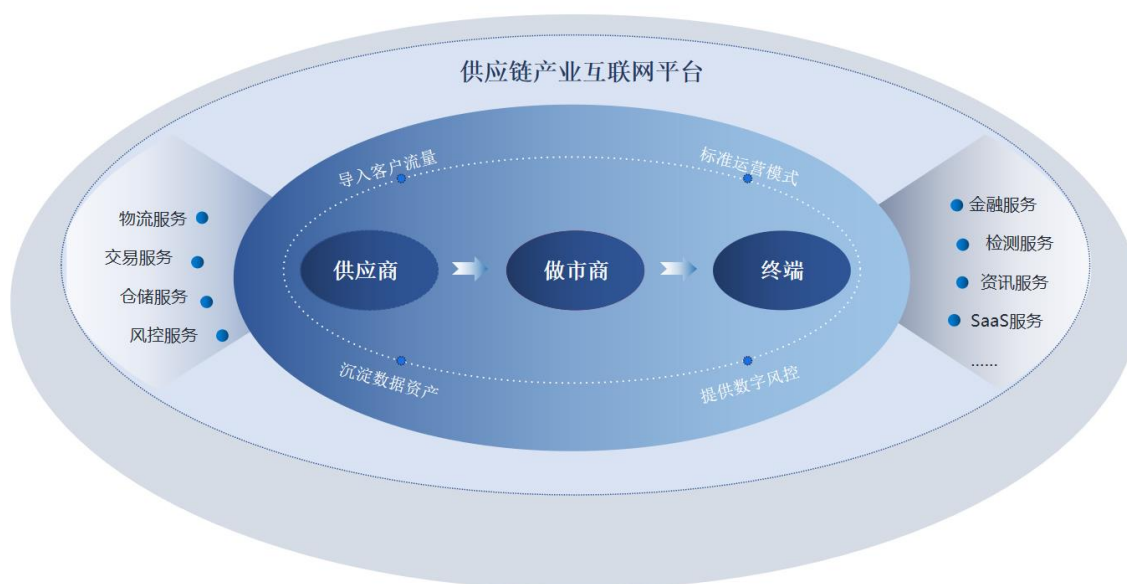 供应链产业互联网平台
导入客户流量
标准运营模式
物流服务
交易服务
仓储服务
风控服务
供应商
做市商
终端
金融服务
检测服务
资讯服务
SaaS服务
......
沉淀数据资产
提供数字风控